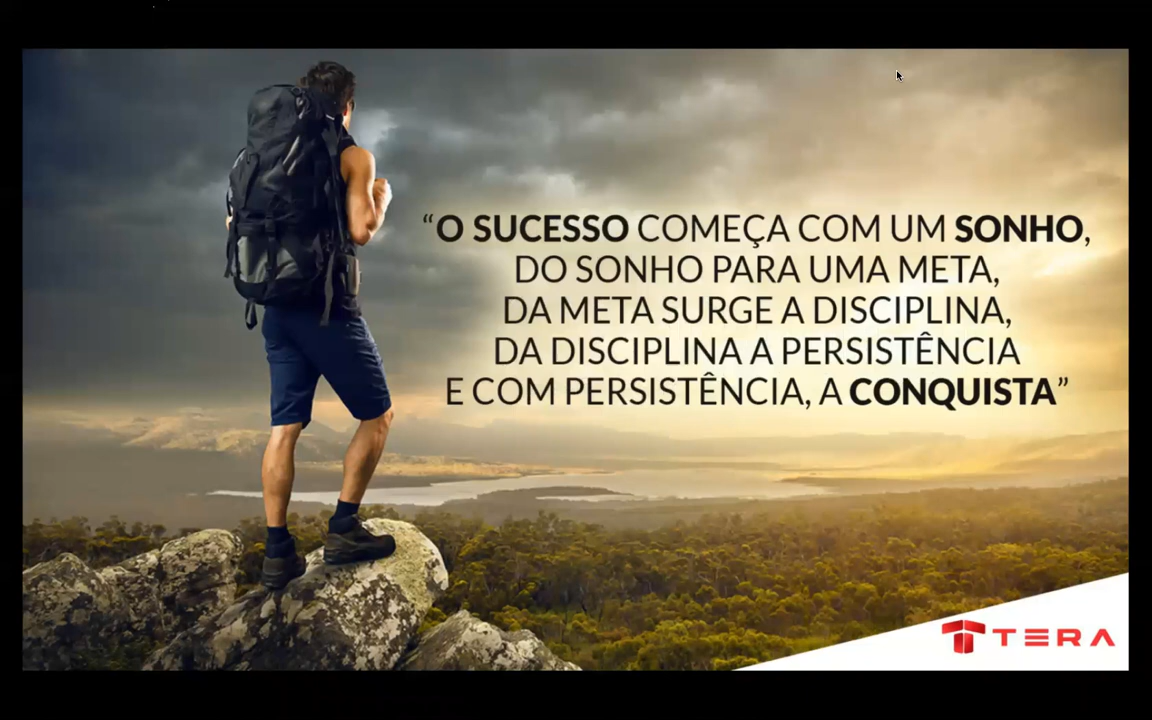 “O SUCESSO COMEÇA COM UM SONHO,
DO SONHO PARA UMA META,
DA META SURGE A DISCIPLINA,
DA DISCIPLINA A PERSISTÊNCIA
E COM PERSISTÊNCIA, A CONQUISTA”
TERA